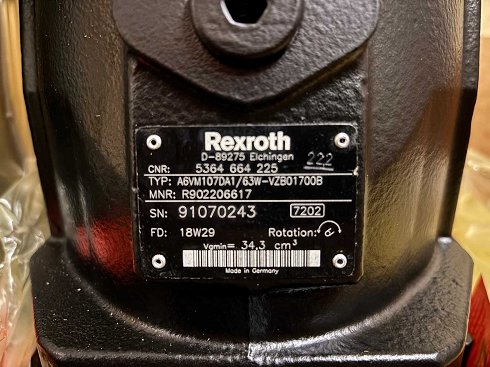 Rexroth
D-89275 Elchingen 222
CNR: 5364 664 225
TYP: A6VM107DA1/63W-VZB01700B
MNR: R902206617
SN: 91070243 7202
FD: 18W29 Rotation:
Vgmin= 34,3 cm³
Made in Germany